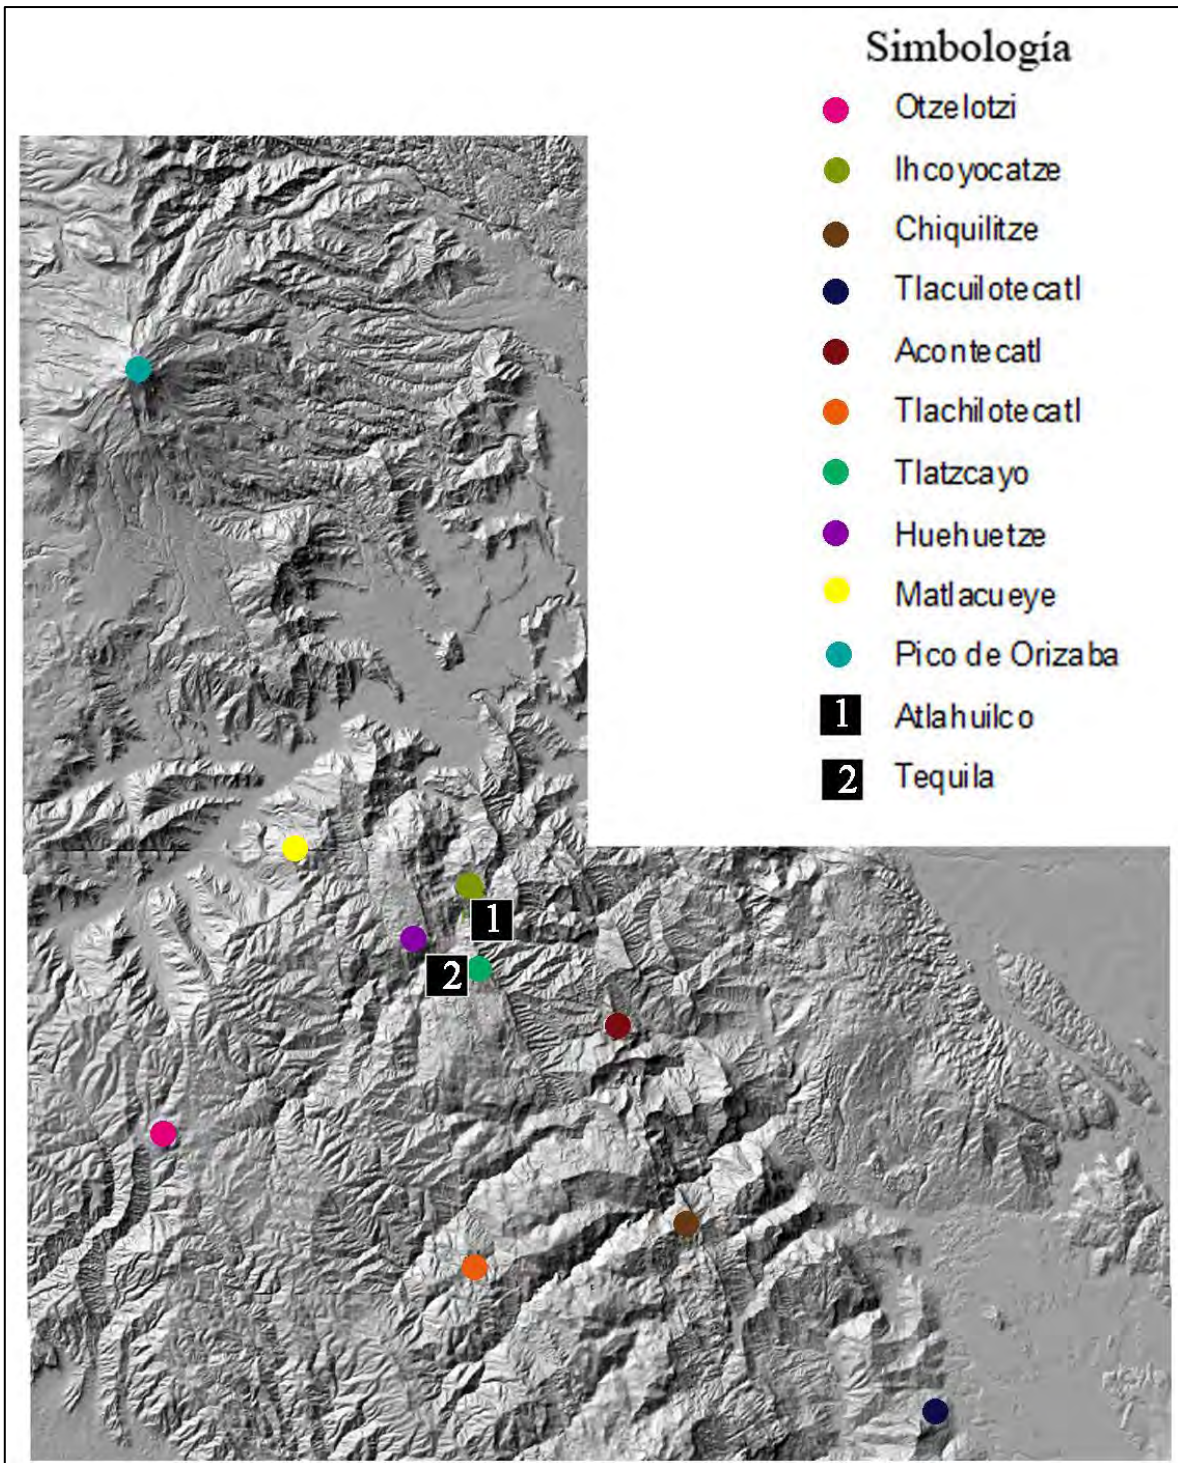 Simbología
Otzelotzi
Ihcoyocatze
Chiquilitze
Tlacuilotecatl
Acontecatl
Tlachilotecatl
Tlatzcayo
Huehuetze
Matlacueye
Pico de Orizaba
1 Atlahuilco
2 Tequila
1
2